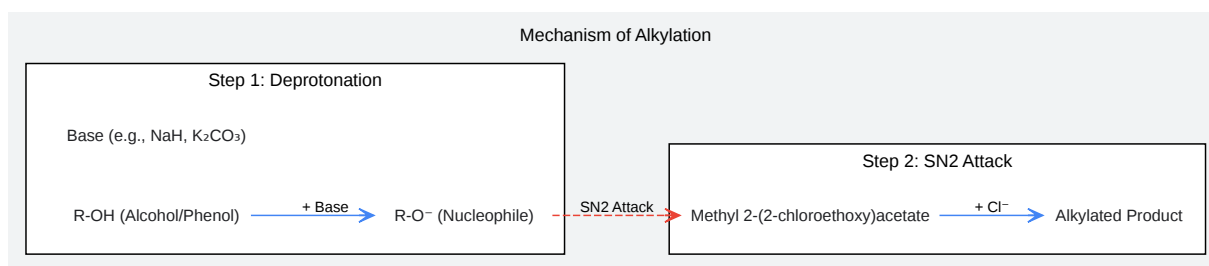 Mechanism of Alkylation
Step 1: Deprotonation
Base (e.g., NaH, K₂CO₃)
R-OH (Alcohol/Phenol)
+ Base
R-O⁻ (Nucleophile)
SN2 Attack
Step 2: SN2 Attack
Methyl 2-(2-chloroethoxy)acetate
+ Cl⁻
Alkylated Product